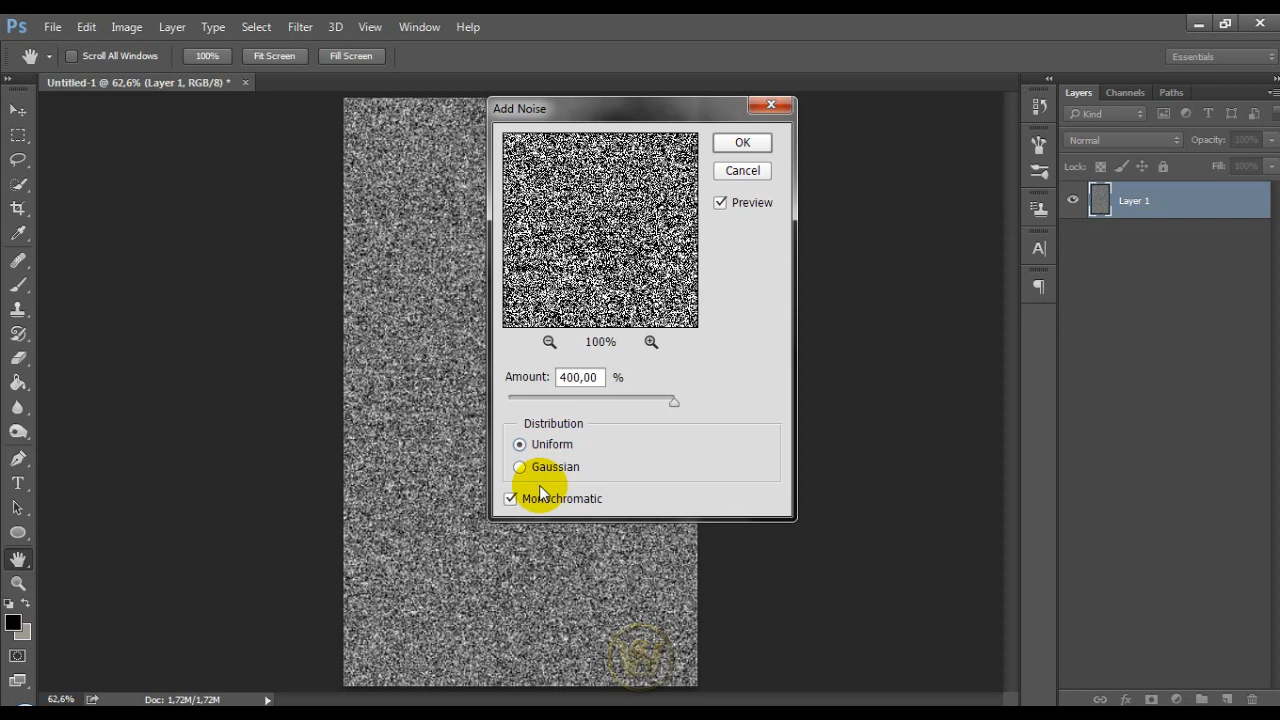 Ps File Edit Image Layer Type Select Filter 3D View Window Help
Scroll All Windows 100% Fit Screen Fill Screen Essentials
Untitled-1 @ 62,6% (Layer 1, RGB/8) * ×
Layers Channels Paths
Kind
Normal Opacity: 100%
Lock: Fill: 100%
Layer 1
Add Noise
OK
Cancel
Preview
100%
Amount: 400,00 %
Distribution
Uniform
Gaussian
Monochromatic
62,6% Doc: 1,72M/1,72M